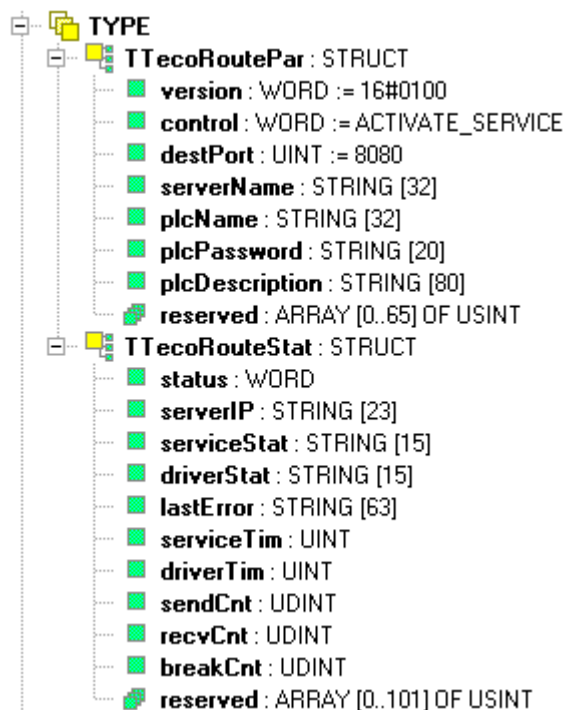 TYPE
TTecoRoutePar : STRUCT
version : WORD := 16#0100
control : WORD := ACTIVATE_SERVICE
destPort : UINT := 8080
serverName : STRING [32]
plcName : STRING [32]
plcPassword : STRING [20]
plcDescription : STRING [80]
reserved : ARRAY [0..65] OF USINT
TTecoRouteStat : STRUCT
status : WORD
serverIP : STRING [23]
serviceStat : STRING [15]
driverStat : STRING [15]
lastError : STRING [63]
serviceTim : UINT
driverTim : UINT
sendCnt : UDINT
recvCnt : UDINT
breakCnt : UDINT
reserved : ARRAY [0..101] OF USINT